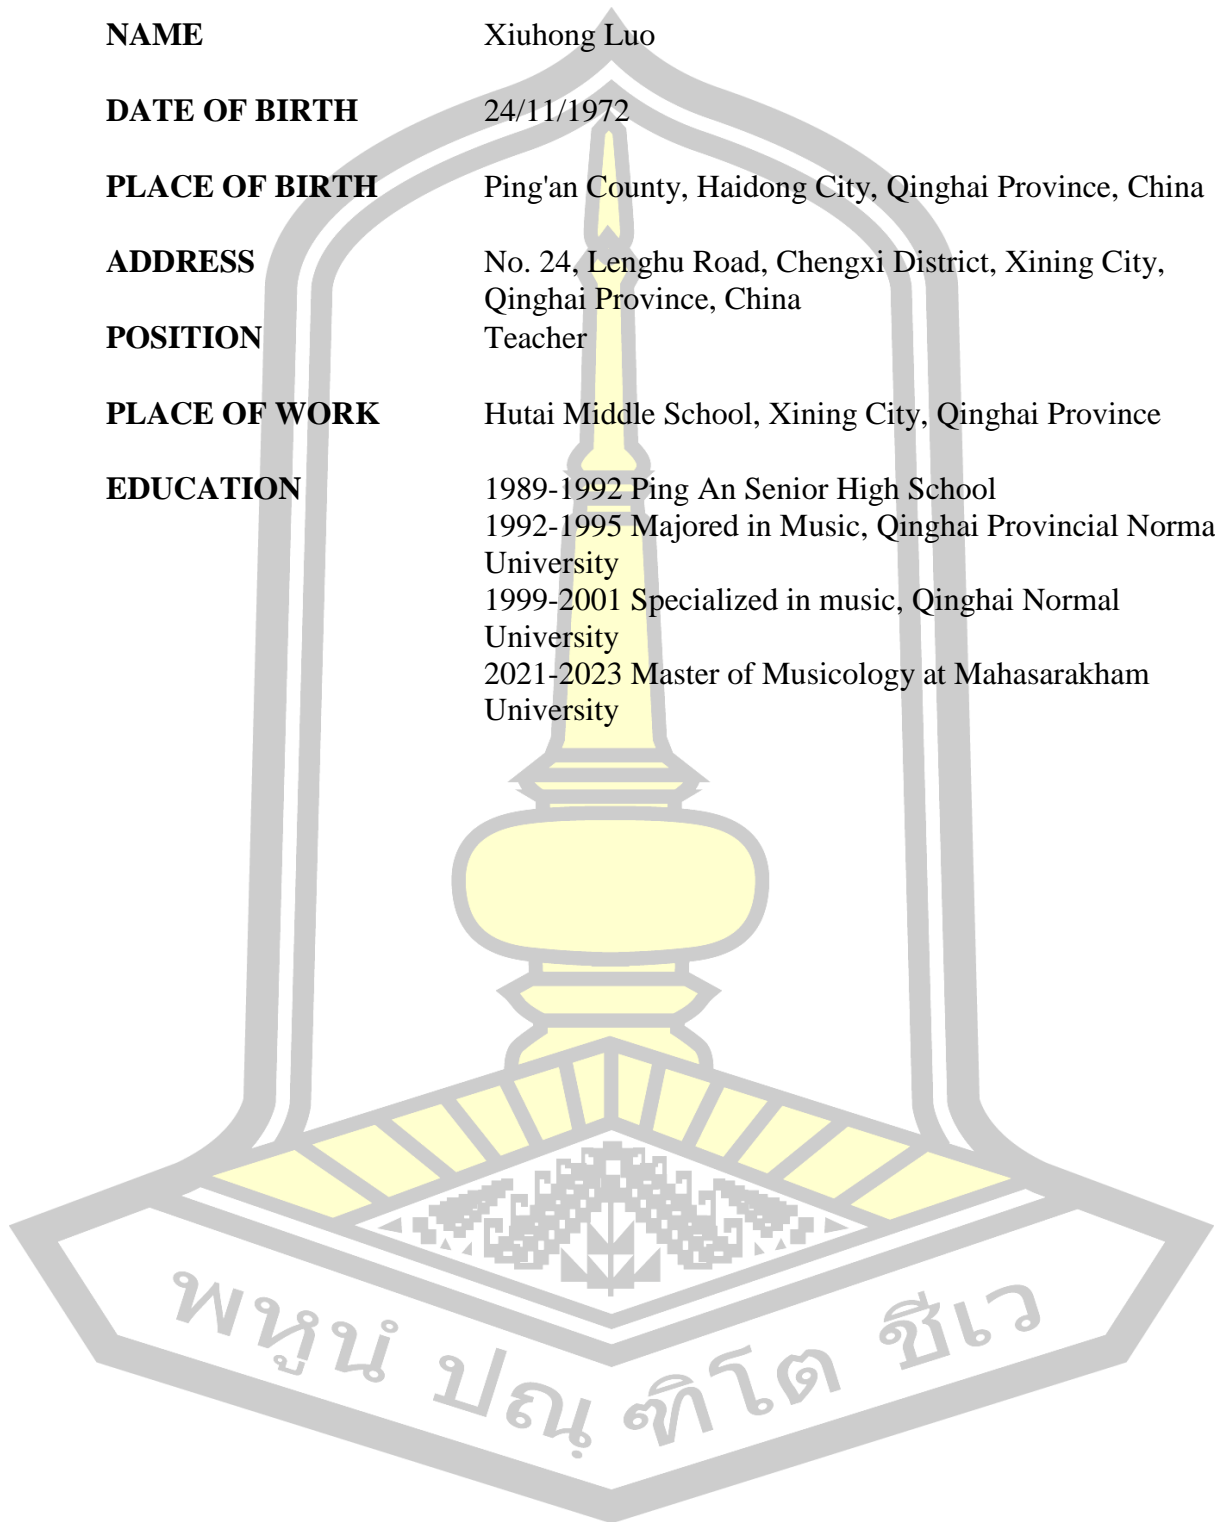 NAME Xiuhong Luo
DATE OF BIRTH 24/11/1972
PLACE OF BIRTH Ping'an County, Haidong City, Qinghai Province, China
ADDRESS No. 24, Lenghu Road, Chengxi District, Xining City,
Qinghai Province, China
POSITION Teacher
PLACE OF WORK Hutai Middle School, Xining City, Qinghai Province
EDUCATION 1989-1992 Ping An Senior High School
1992-1995 Majored in Music, Qinghai Provincial Norma
University
1999-2001 Specialized in music, Qinghai Normal
University
2021-2023 Master of Musicology at Mahasarakham
University
พหูนํ ปณฺ ฑิโต ชีเว